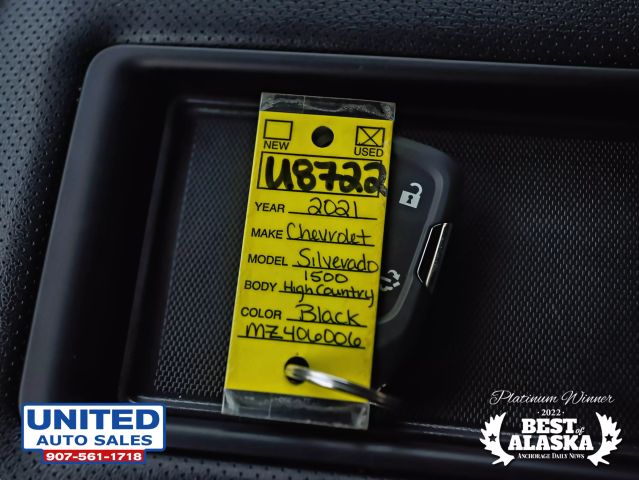 NEW USED
U8722
YEAR 2021
MAKE Chevrolet
MODEL Silverado
1500
BODY High Country
COLOR Black
MZ406006
UNITED
AUTO SALES
907-561-1718
Platinum Winner
· 2022 ·
BEST of
ALASKA
ANCHORAGE DAILY NEWS